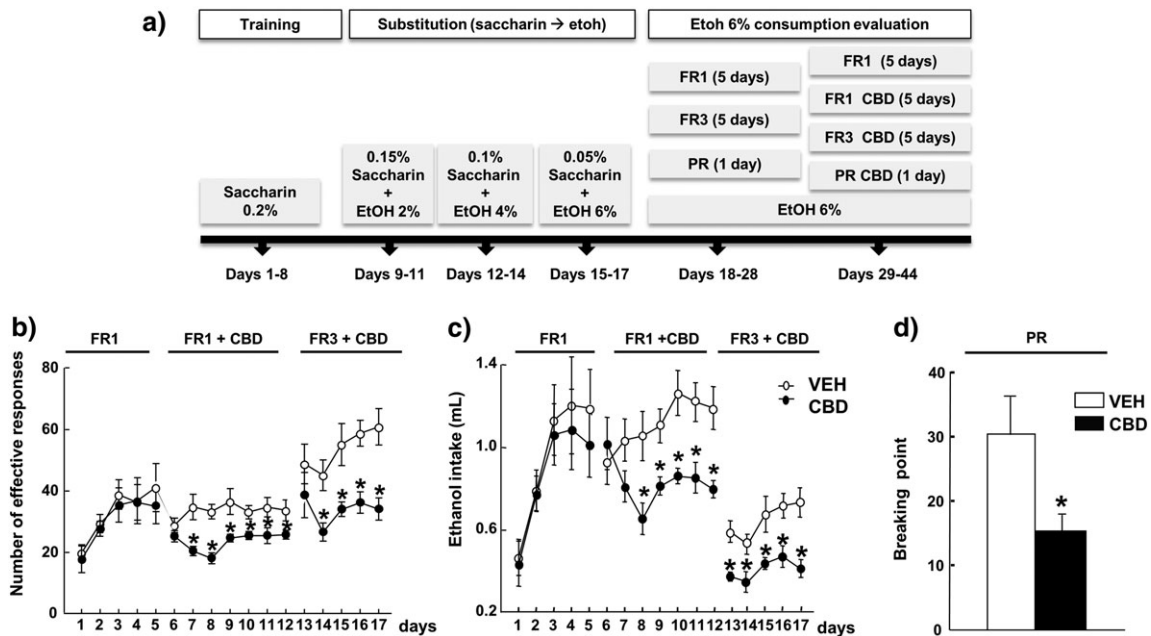 a)
Training
Substitution (saccharin → etoh)
Etoh 6% consumption evaluation
FR1 (5 days)
FR1 (5 days)
FR1 CBD (5 days)
FR3 (5 days)
FR3 CBD (5 days)
PR (1 day)
PR CBD (1 day)
Saccharin
0.2%
0.15%
Saccharin
+
EtOH 2%
0.1%
Saccharin
+
EtOH 4%
0.05%
Saccharin
+
EtOH 6%
EtOH 6%
Days 1-8
Days 9-11
Days 12-14
Days 15-17
Days 18-28
Days 29-44
b)
FR1
FR1 + CBD
FR3 + CBD
Number of effective responses
80
60
40
20
0
* * * * * *
* * * *
1 2 3 4 5 6 7 8 9 10 11 12 13 14 15 16 17 days
c)
FR1
FR1 +CBD
FR3 + CBD
VEH
CBD
Ethanol intake (mL)
1.4
1.0
0.6
0.2
* * * * *
* * * * *
1 2 3 4 5 6 7 8 9 10 11 12 13 14 15 16 17 days
d)
PR
VEH
CBD
Breaking point
40
30
20
10
0
*